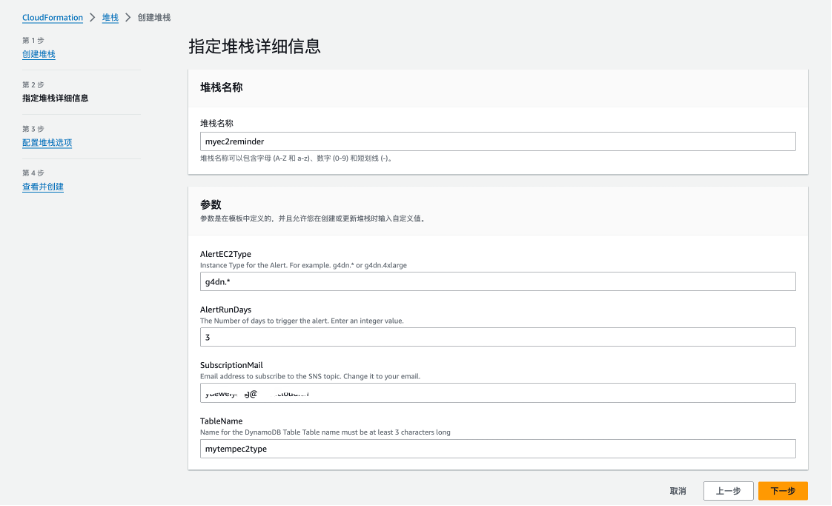 CloudFormation > 堆栈 > 创建堆栈
第 1 步
创建堆栈
第 2 步
指定堆栈详细信息
第 3 步
配置堆栈选项
第 4 步
查看并创建
指定堆栈详细信息
堆栈名称
堆栈名称
myec2reminder
堆栈名称可以包含字母 (A-Z 和 a-z)、数字 (0-9) 和短划线 (-)。
参数
参数是在模板中定义的，并且允许您在创建或更新堆栈时输入自定义值。
AlertEC2Type
Instance Type for the Alert. For example. g4dn.* or g4dn.4xlarge
g4dn.*
AlertRunDays
The Number of days to trigger the alert. Enter an integer value.
3
SubscriptionMail
Email address to subscribe to the SNS topic. Change it to your email.
TableName
Name for the DynamoDB Table Table name must be at least 3 characters long
mytempec2type
取消
上一步
下一步